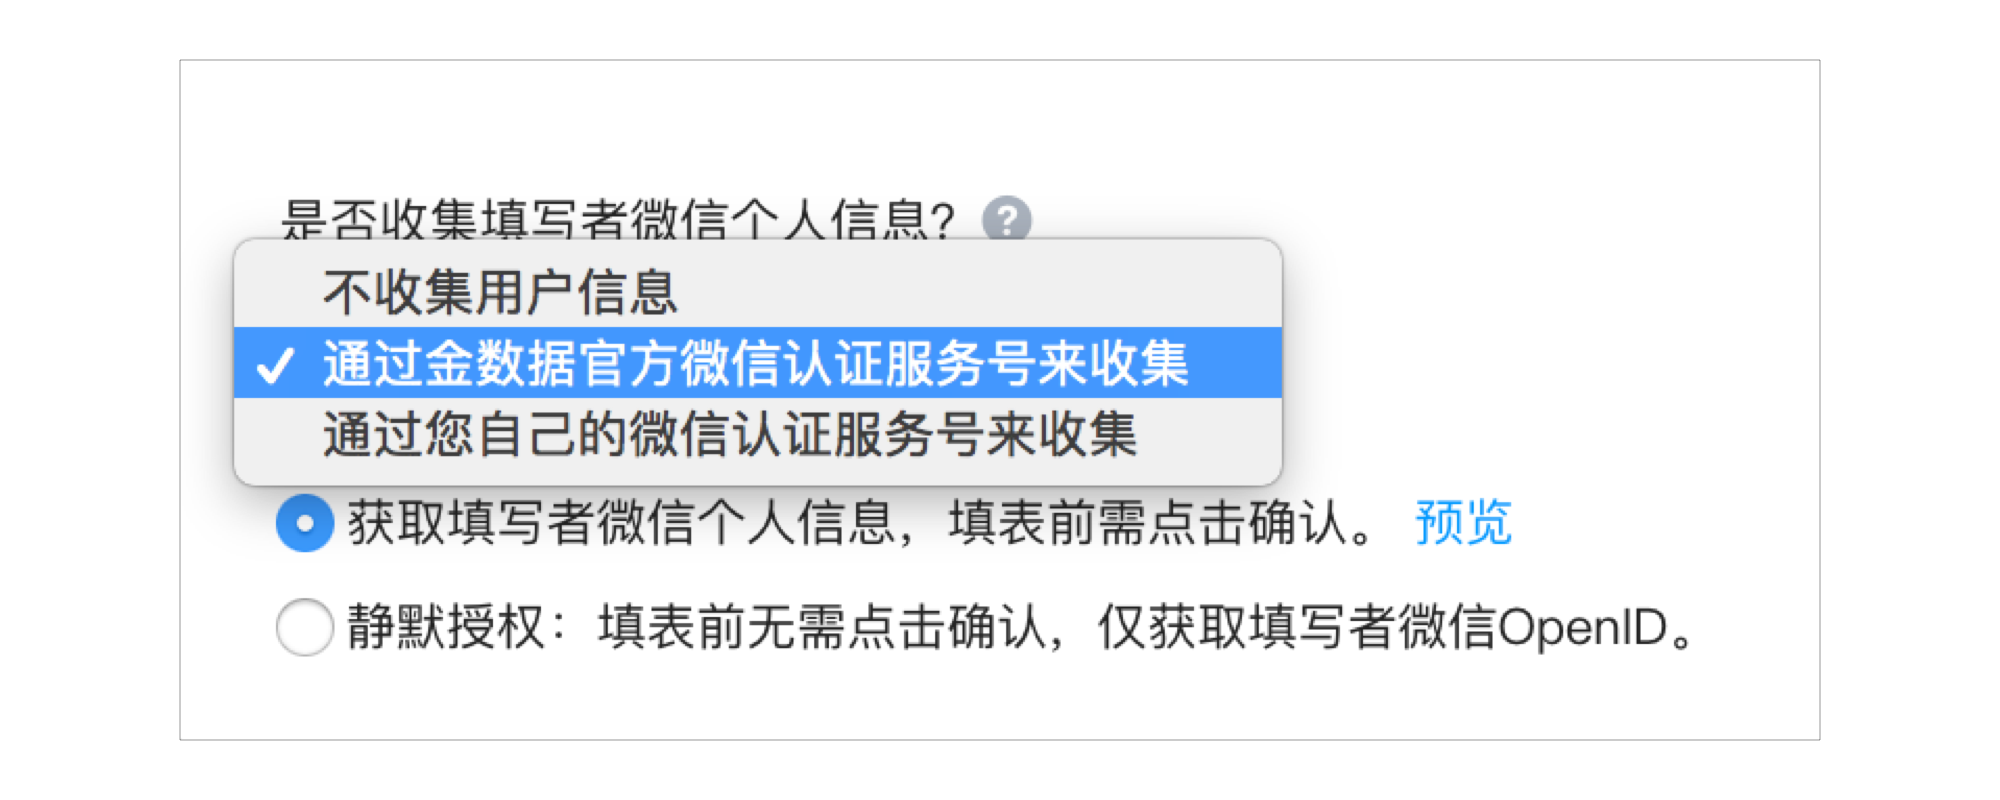 是否收集填写者微信个人信息? ?
不收集用户信息
✓ 通过金数据官方微信认证服务号来收集
通过您自己的微信认证服务号来收集
获取填写者微信个人信息，填表前需点击确认。 预览
静默授权：填表前无需点击确认，仅获取填写者微信OpenID。